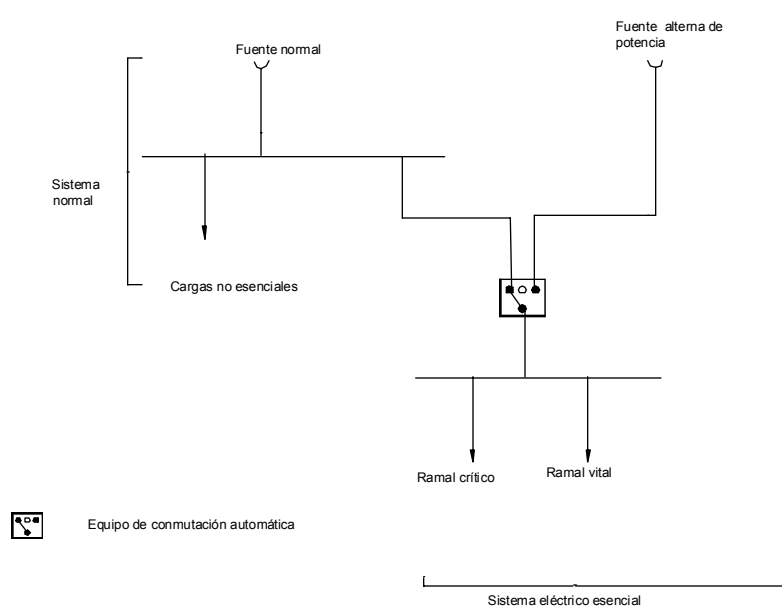 Fuente normal
Fuente alterna de
potencia
Sistema
normal
Cargas no esenciales
Ramal crítico
Ramal vital
Equipo de conmutación automática
Sistema eléctrico esencial